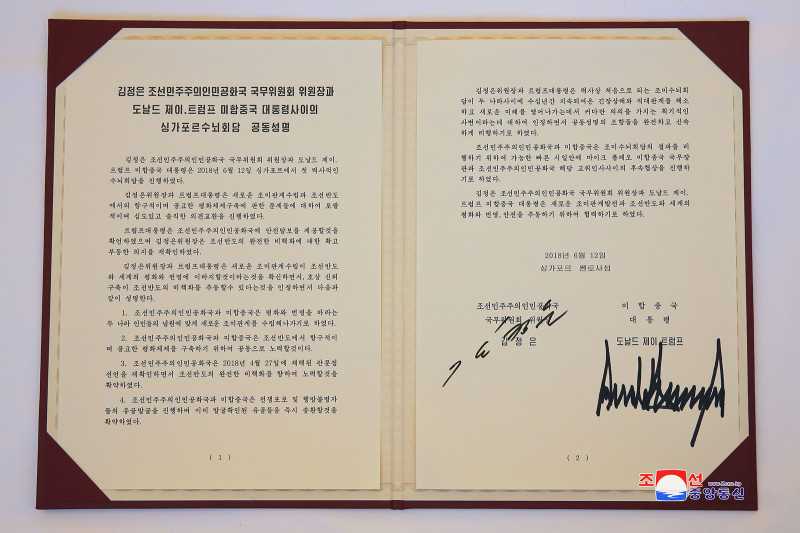 김정은 조선민주주의인민공화국 국무위원회 위원장과
도날드 제이.트럼프 미합중국 대통령사이의
싱가포르수뇌회담 공동성명
김정은 조선민주주의인민공화국 국무위원회 위원장과 도날드 제이.
트럼프 미합중국 대통령은 2018년 6월 12일 싱가포르에서 첫 력사적인
수뇌회담을 진행하였다.
김정은위원장과 트럼프대통령은 새로운 조미관계수립과 조선반도
에서의 항구적이며 공고한 평화체제구축에 관한 문제들에 대하여 포괄
적이며 심도있고 솔직한 의견교환을 진행하였다.
트럼프대통령은 조선민주주의인민공화국에 안전담보를 제공할것을
확언하였으며 김정은위원장은 조선반도의 완전한 비핵화에 대한 확고
부동한 의지를 재확인하였다.
김정은위원장과 트럼프대통령은 새로운 조미관계수립이 조선반도
와 세계의 평화와 번영에 이바지할것이라는것을 확신하면서, 호상 신뢰
구축이 조선반도의 비핵화를 추동할수 있다는것을 인정하면서 다음과
같이 성명한다.
1. 조선민주주의인민공화국과 미합중국은 평화와 번영을 바라는
두 나라 인민들의 념원에 맞게 새로운 조미관계를 수립해나가기로 하였다.
2. 조선민주주의인민공화국과 미합중국은 조선반도에서 항구적이
며 공고한 평화체제를 구축하기 위하여 공동으로 노력할것이다.
3. 조선민주주의인민공화국은 2018년 4월 27일에 채택된 판문점
선언을 재확인하면서 조선반도의 완전한 비핵화를 향하여 노력할것을
확약하였다.
4. 조선민주주의인민공화국과 미합중국은 전쟁포로 및 행방불명자
들의 유골발굴을 진행하며 이미 발굴확인된 유골들을 즉시 송환할것을
확약하였다.
( 1 )
김정은위원장과 트럼프대통령은 력사상 처음으로 되는 조미수뇌회
담이 두 나라사이에 수십년간 지속되여온 긴장상태와 적대관계를 해소
하고 새로운 미래를 열어나가는데서 커다란 의의를 가지는 획기적인
사변이라는데 대하여 인정하면서 공동성명의 조항들을 완전하고 신속
하게 리행하기로 하였다.
조선민주주의인민공화국과 미합중국은 조미수뇌회담의 결과를 리
행하기 위하여 가능한 빠른 시일안에 마이크 폼페오 미합중국 국무장
관과 조선민주주의인민공화국 해당 고위인사사이의 후속협상을 진행하
기로 하였다.
김정은 조선민주주의인민공화국 국무위원회 위원장과 도날드 제이.
트럼프 미합중국 대통령은 새로운 조미관계발전과 조선반도와 세계의
평화와 번영,안전을 추동하기 위하여 협력하기로 하였다.
2018년 6월 12일
싱가포르 쎈토사섬
조선민주주의인민공화국
국무위원회 위원장
김정은
미합중국
대통령
도날드 제이.트럼프
( 2 )
조선
www.kcna.kp
중앙통신